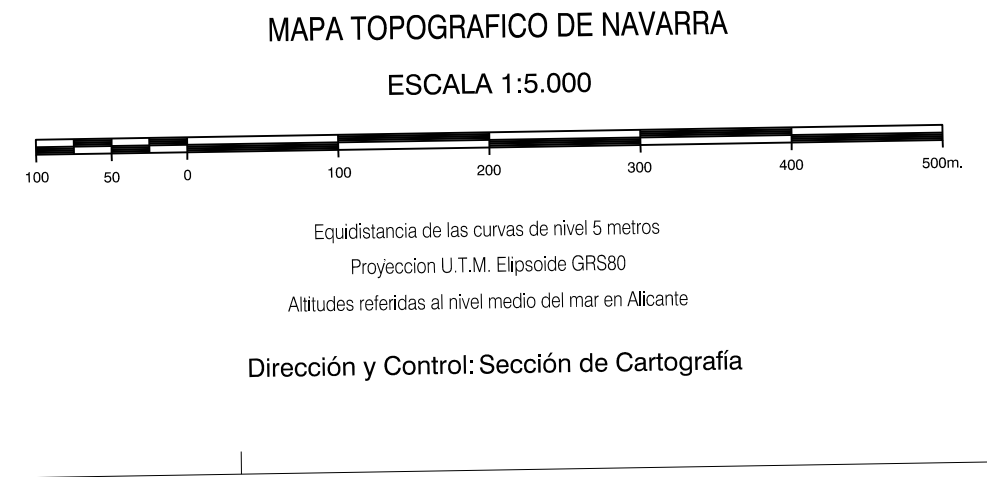 MAPA TOPOGRAFICO DE NAVARRA
ESCALA 1:5.000
100 50 0 100 200 300 400 500m.
Equidistancia de las curvas de nivel 5 metros
Proyeccion U.T.M. Elipsoide GRS80
Altitudes referidas al nivel medio del mar en Alicante
Dirección y Control: Sección de Cartografía